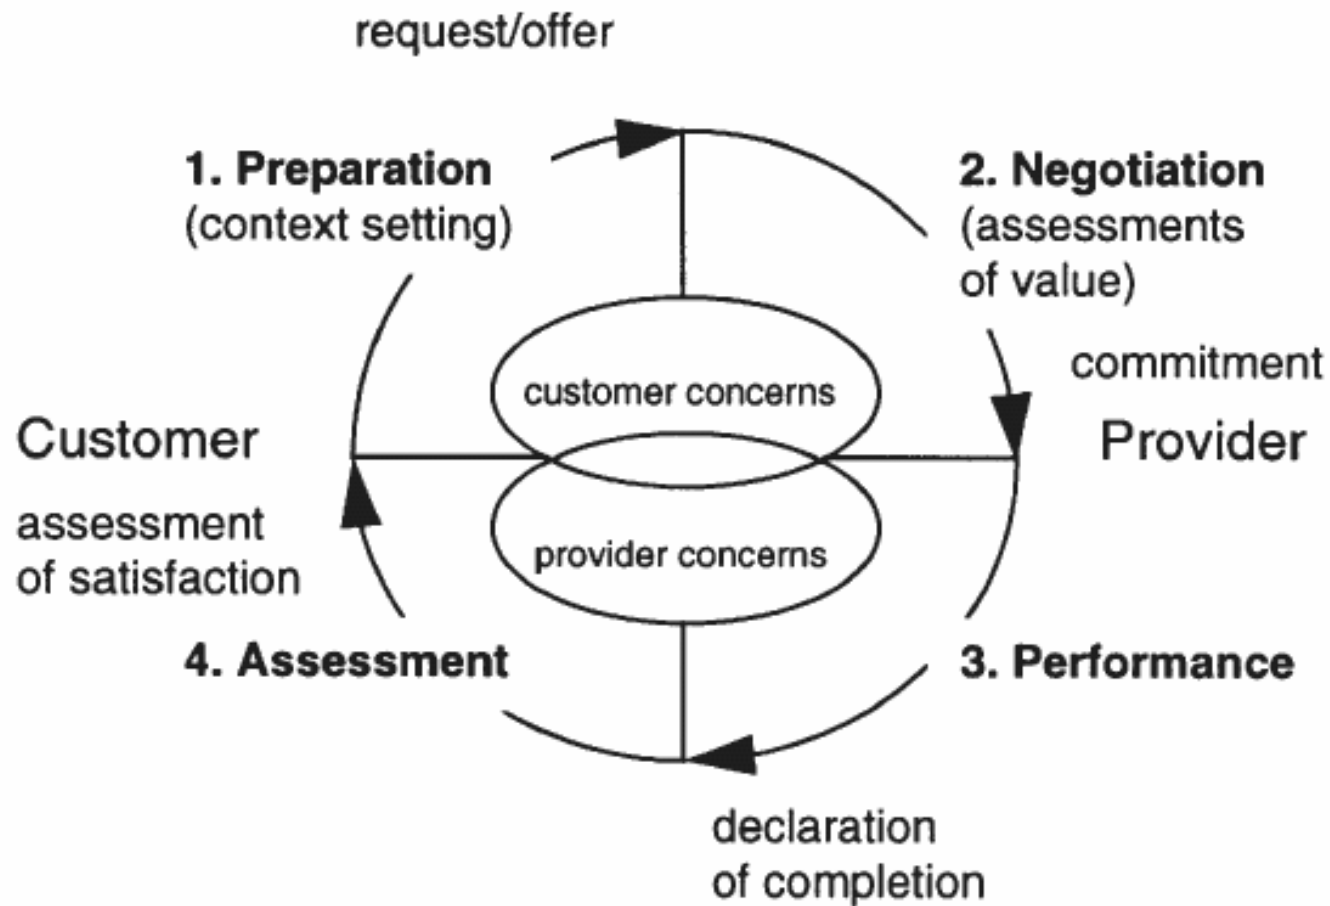 request/offer
1. Preparation
(context setting)
2. Negotiation
(assessments
of value)
commitment
customer concerns
Customer
Provider
assessment
of satisfaction
provider concerns
4. Assessment
3. Performance
declaration
of completion